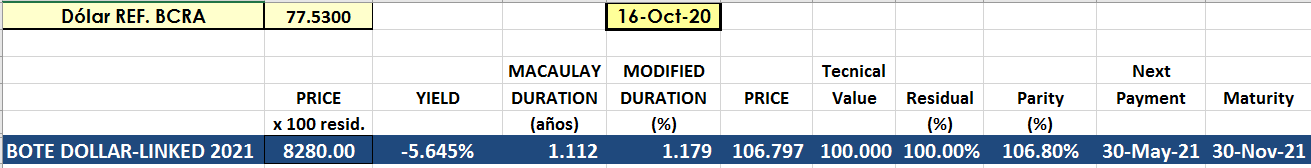 Dólar REF. BCRA 77.5300 16-Oct-20
MACAULAY MODIFIED Tecnical Next
PRICE YIELD DURATION DURATION PRICE Value Residual Parity Payment Maturity
x 100 resid. (años) (%) (%) (%)
BOTE DOLLAR-LINKED 2021 8280.00 -5.645% 1.112 1.179 106.797 100.000 100.00% 106.80% 30-May-21 30-Nov-21